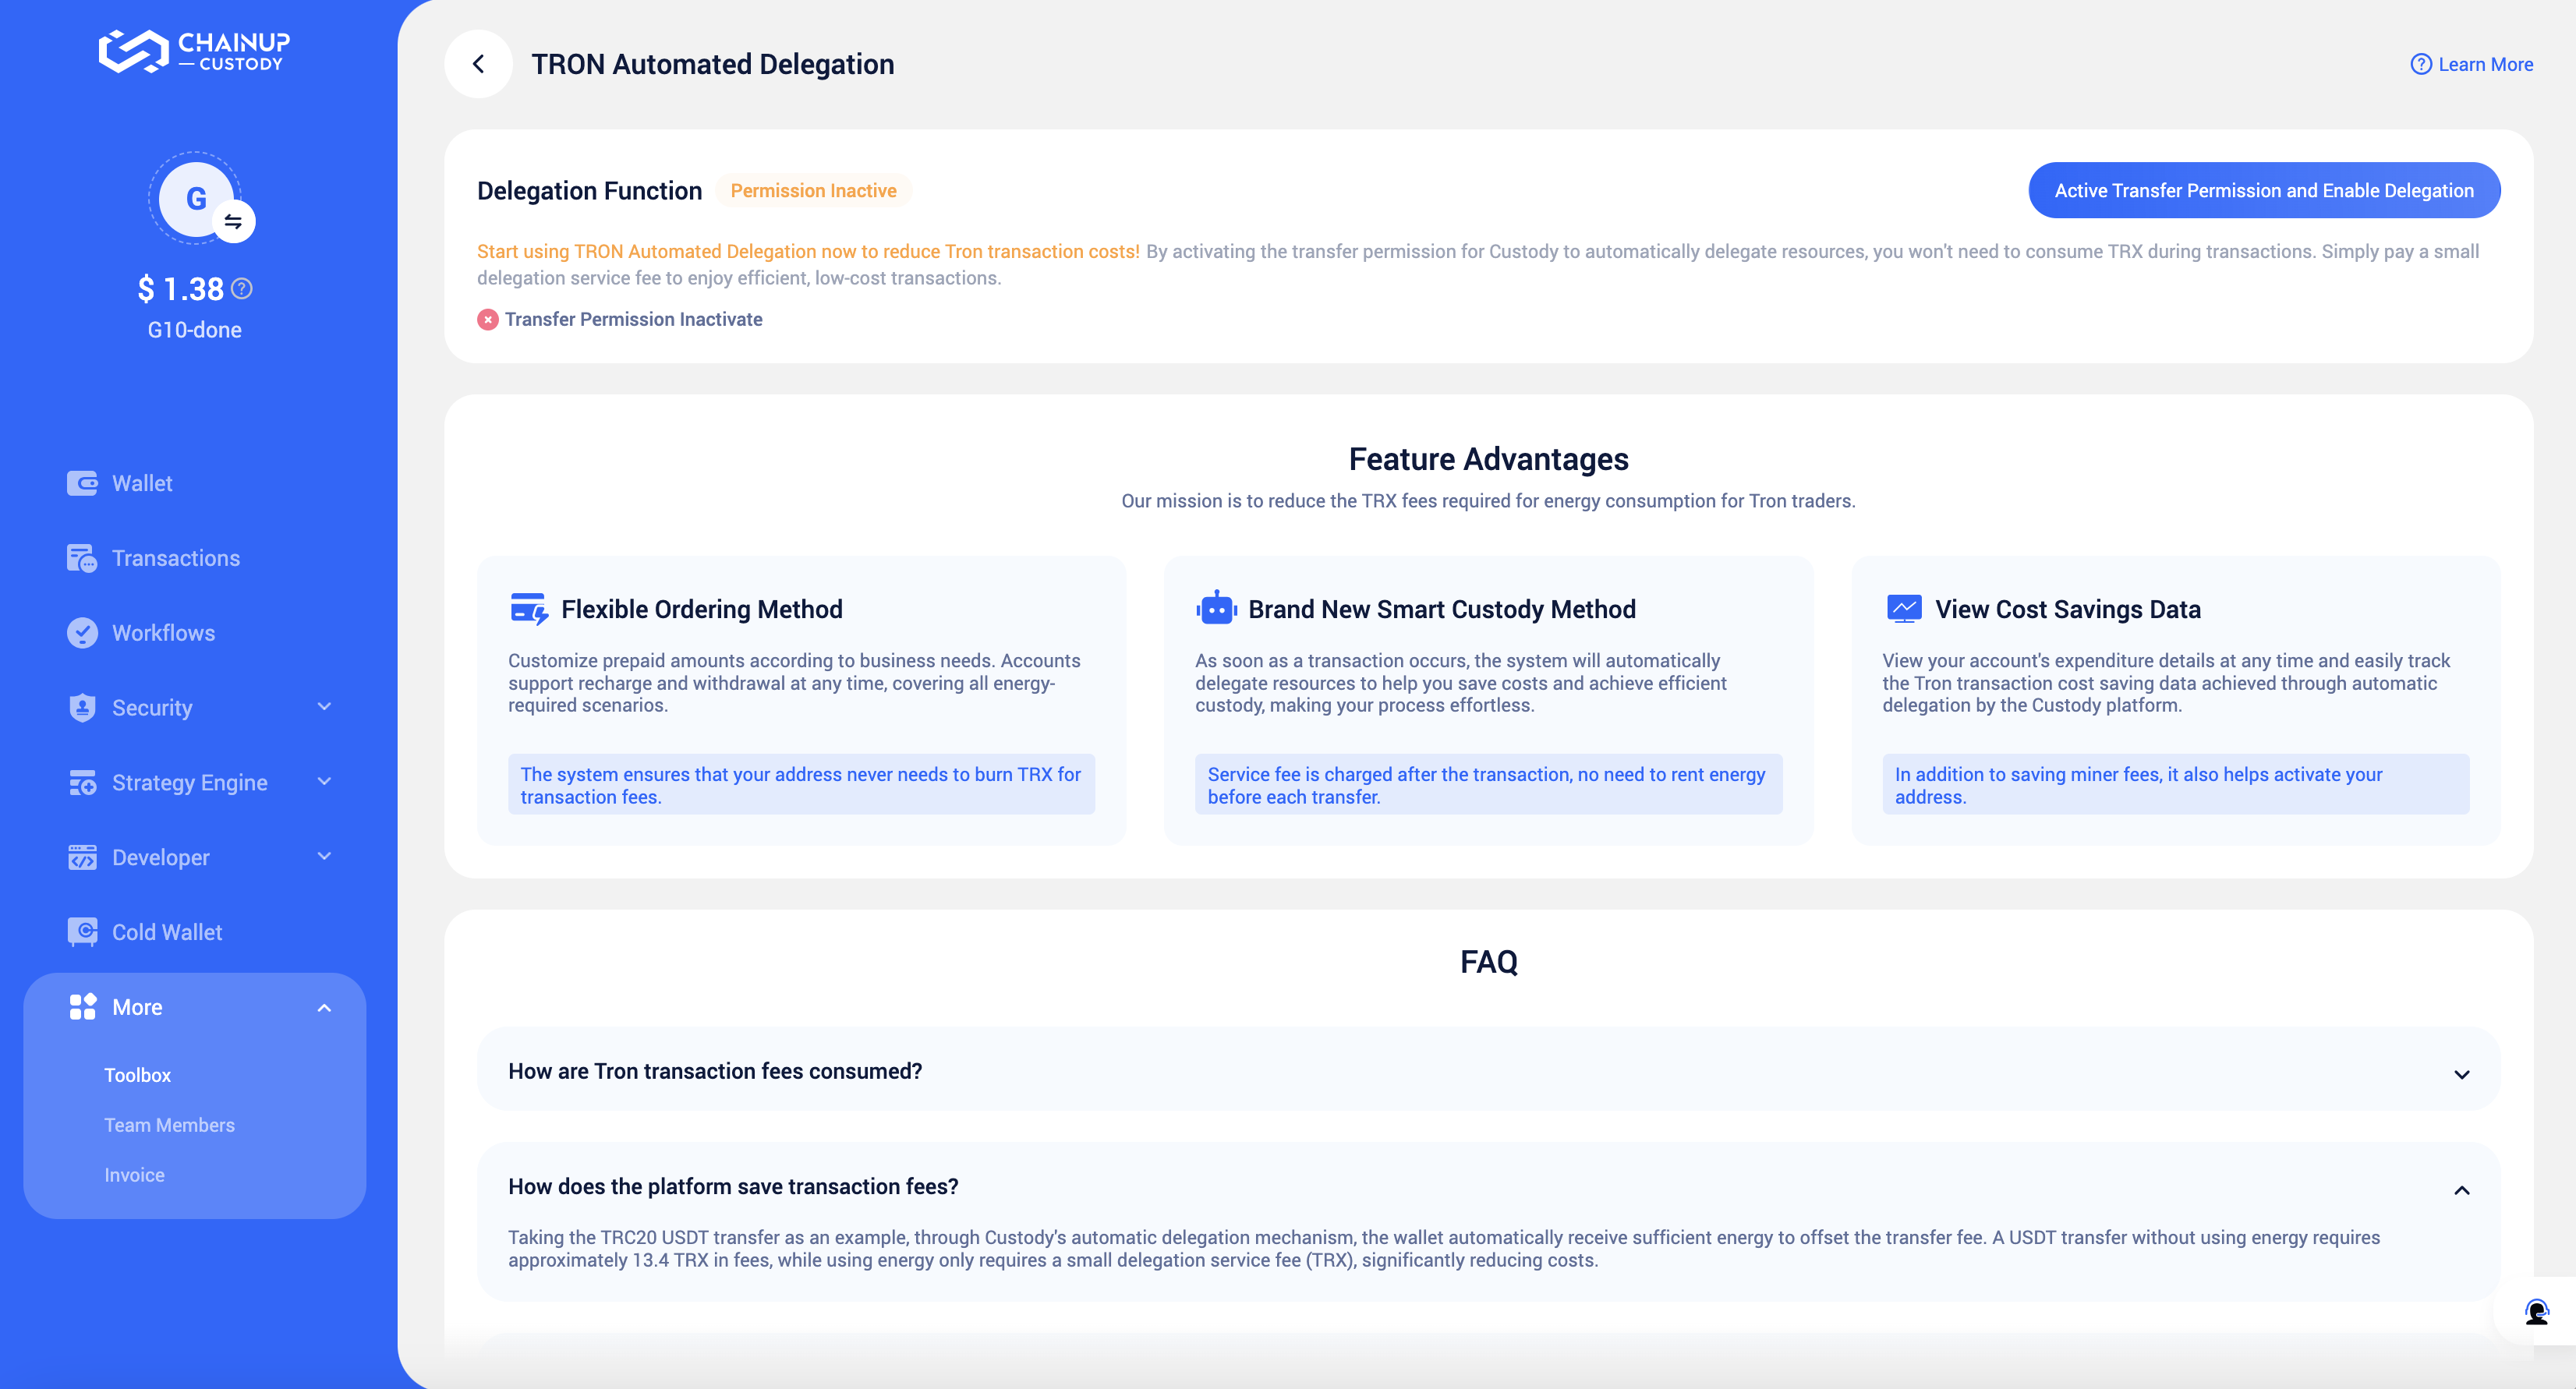 CHAINUP
CUSTODY
G
$ 1.38
G10-done
Wallet
Transactions
Workflows
Security
Strategy Engine
Developer
Cold Wallet
More
Toolbox
Team Members
Invoice
TRON Automated Delegation
Learn More
Delegation Function
Permission Inactive
Active Transfer Permission and Enable Delegation
Start using TRON Automated Delegation now to reduce Tron transaction costs! By activating the transfer permission for Custody to automatically delegate resources, you won't need to consume TRX during transactions. Simply pay a small
delegation service fee to enjoy efficient, low-cost transactions.
Transfer Permission Inactivate
Feature Advantages
Our mission is to reduce the TRX fees required for energy consumption for Tron traders.
Flexible Ordering Method
Customize prepaid amounts according to business needs. Accounts
support recharge and withdrawal at any time, covering all energy-
required scenarios.
The system ensures that your address never needs to burn TRX for
transaction fees.
Brand New Smart Custody Method
As soon as a transaction occurs, the system will automatically
delegate resources to help you save costs and achieve efficient
custody, making your process effortless.
Service fee is charged after the transaction, no need to rent energy
before each transfer.
View Cost Savings Data
View your account's expenditure details at any time and easily track
the Tron transaction cost saving data achieved through automatic
delegation by the Custody platform.
In addition to saving miner fees, it also helps activate your
address.
FAQ
How are Tron transaction fees consumed?
How does the platform save transaction fees?
Taking the TRC20 USDT transfer as an example, through Custody's automatic delegation mechanism, the wallet automatically receive sufficient energy to offset the transfer fee. A USDT transfer without using energy requires
approximately 13.4 TRX in fees, while using energy only requires a small delegation service fee (TRX), significantly reducing costs.